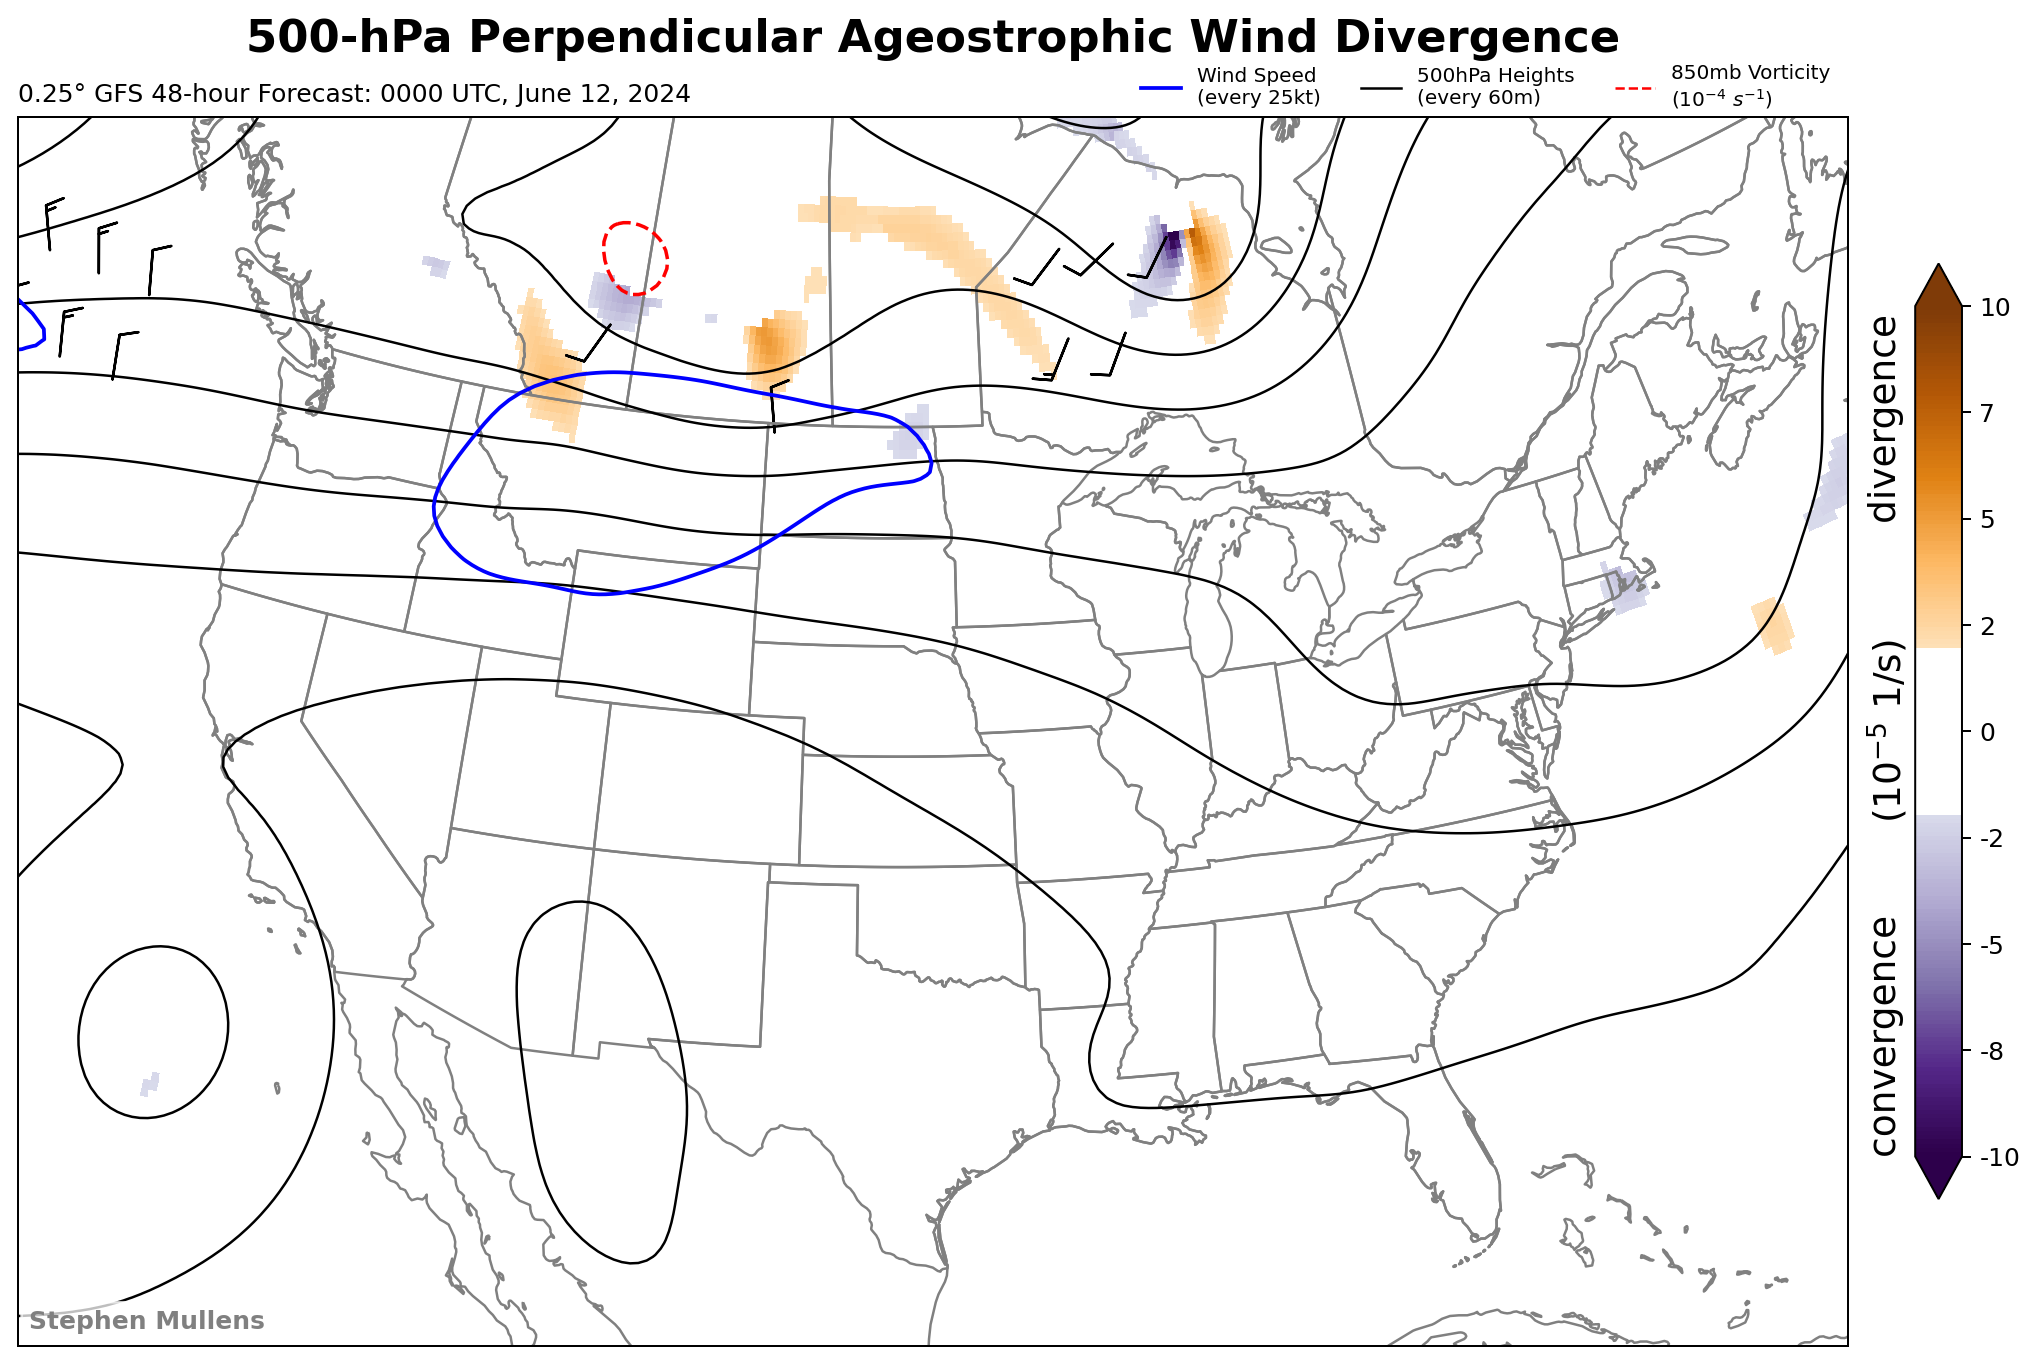 500-hPa Perpendicular Ageostrophic Wind Divergence
0.25° GFS 48-hour Forecast: 0000 UTC, June 12, 2024
Wind Speed
(every 25kt)
500hPa Heights
(every 60m)
850mb Vorticity
(10⁻⁴ s⁻¹)
10
7
5
2
0
-2
-5
-8
-10
convergence (10⁻⁵ 1/s) divergence
Stephen Mullens